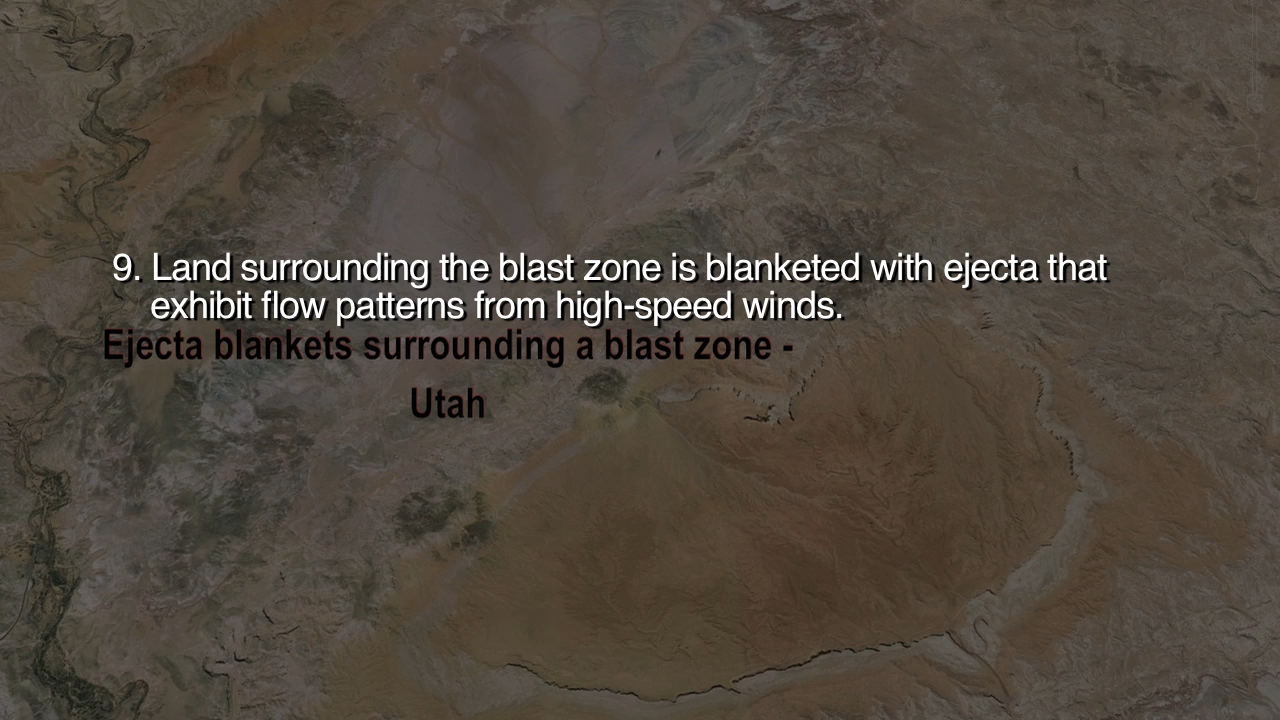 9. Land surrounding the blast zone is blanketed with ejecta that
exhibit flow patterns from high-speed winds.
Ejecta blankets surrounding a blast zone -
Utah